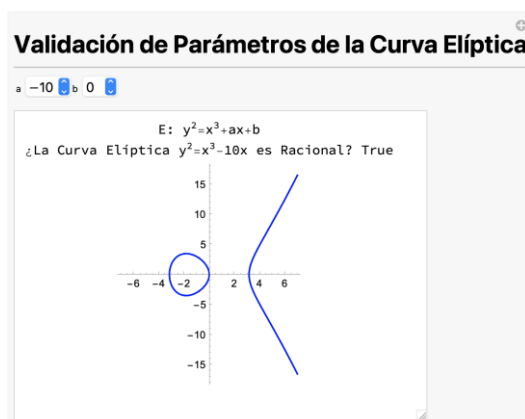 Validación de Parámetros de la Curva Elíptica
a −10 b 0
E: y²=x³+ax+b
¿La Curva Elíptica y²=x³-10x es Racional? True
15
10
5
−6 −4 −2 2 4 6
−5
−10
−15